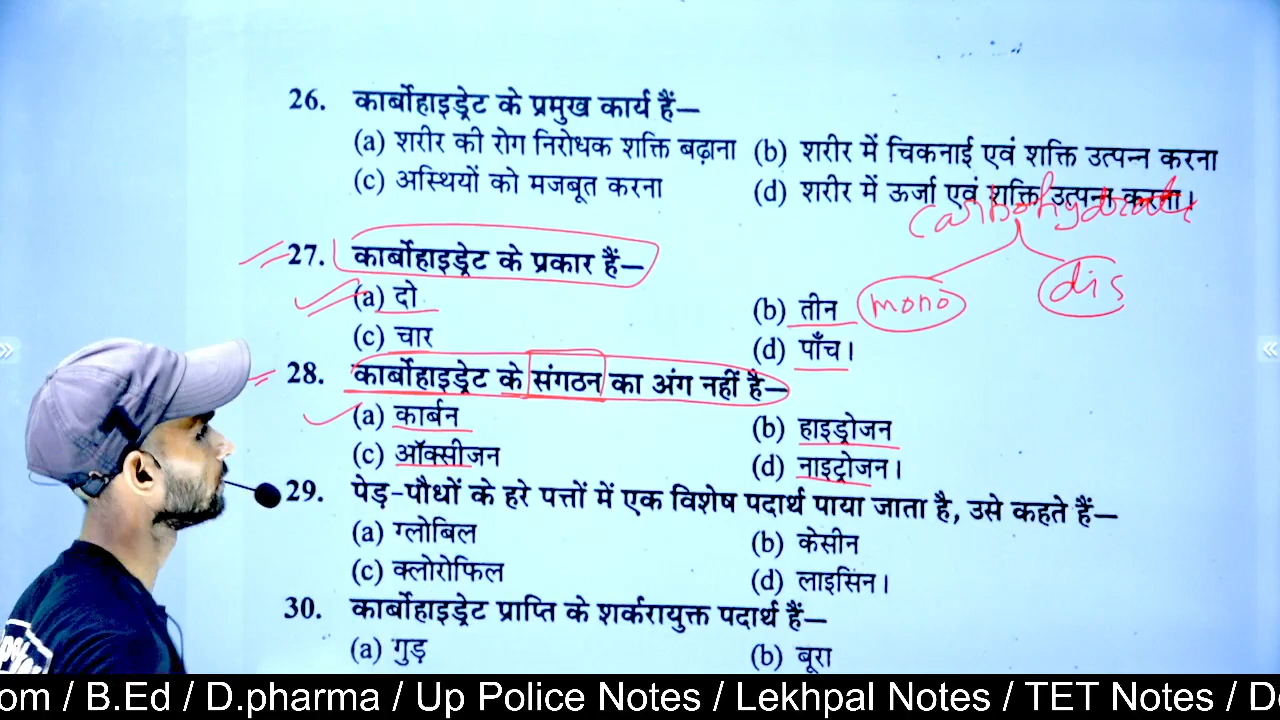 26. कार्बोहाइड्रेट के प्रमुख कार्य हैं—
(a) शरीर की रोग निरोधक शक्ति बढ़ाना (b) शरीर में चिकनाई एवं शक्ति उत्पन्न करना
(c) अस्थियों को मजबूत करना (d) शरीर में ऊर्जा एवं शक्ति उत्पन्न करना।
carbohydrate
27. कार्बोहाइड्रेट के प्रकार हैं—
(a) दो (b) तीन mono dis
(c) चार (d) पाँच।
28. कार्बोहाइड्रेट के संगठन का अंग नहीं है—
(a) कार्बन (b) हाइड्रोजन
(c) ऑक्सीजन (d) नाइट्रोजन।
29. पेड़-पौधों के हरे पत्तों में एक विशेष पदार्थ पाया जाता है, उसे कहते हैं—
(a) ग्लोबिल (b) केसीन
(c) क्लोरोफिल (d) लाइसिन।
30. कार्बोहाइड्रेट प्राप्ति के शर्करायुक्त पदार्थ हैं—
(a) गुड़ (b) बूरा
om / B.Ed / D.pharma / Up Police Notes / Lekhpal Notes / TET Notes / D